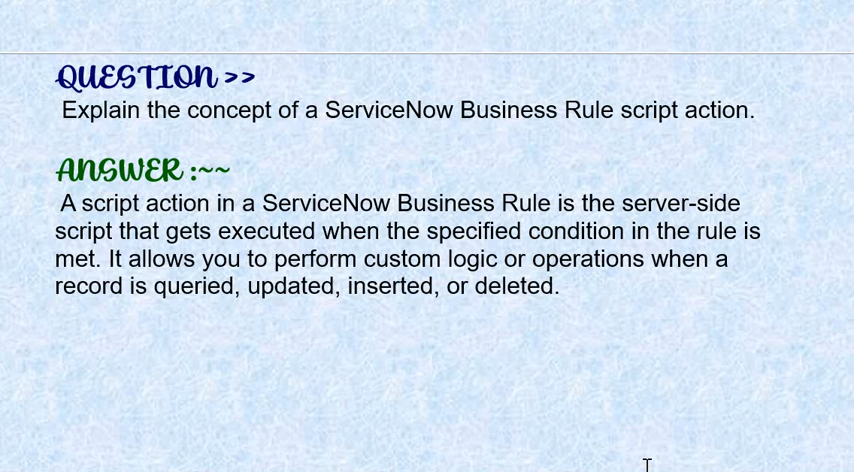 QUESTION >>
Explain the concept of a ServiceNow Business Rule script action.
ANSWER :~~
A script action in a ServiceNow Business Rule is the server-side
script that gets executed when the specified condition in the rule is
met. It allows you to perform custom logic or operations when a
record is queried, updated, inserted, or deleted.